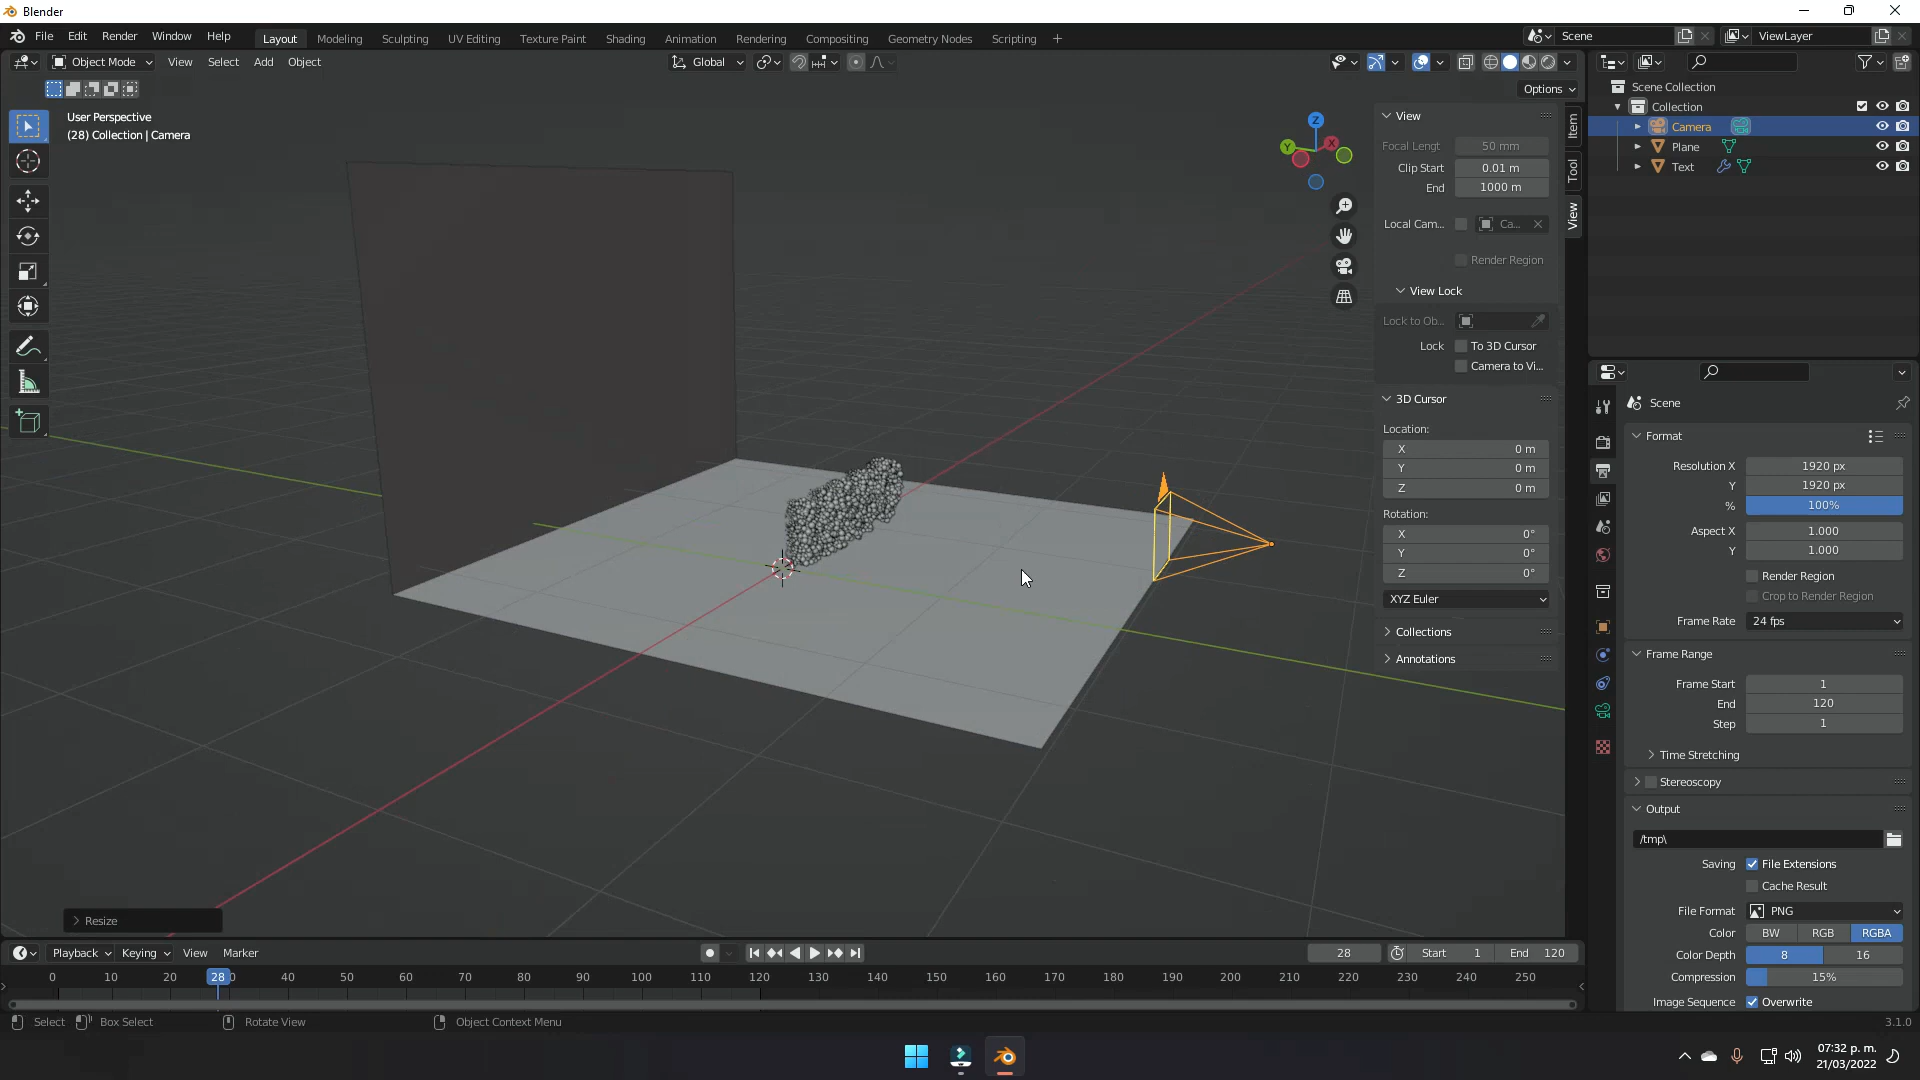 Blender
File Edit Render Window Help
Layout Modeling Sculpting UV Editing Texture Paint Shading Animation Rendering Compositing Geometry Nodes Scripting +
Scene
ViewLayer
Object Mode View Select Add Object
Global
Options
User Perspective
(28) Collection | Camera
Z
Y
X
View
Focal Lengt 50 mm
Clip Start 0.01 m
End 1000 m
Local Cam... Ca...
Render Region
View Lock
Lock to Ob...
Lock To 3D Cursor
Camera to Vi...
3D Cursor
Location:
X 0 m
Y 0 m
Z 0 m
Rotation:
X 0°
Y 0°
Z 0°
XYZ Euler
Collections
Annotations
Item
Tool
View
Scene Collection
Collection
Camera
Plane
Text
Scene
Format
Resolution X 1920 px
Y 1920 px
% 100%
Aspect X 1.000
Y 1.000
Render Region
Crop to Render Region
Frame Rate 24 fps
Frame Range
Frame Start 1
End 120
Step 1
Time Stretching
Stereoscopy
Output
/tmp\
Saving File Extensions
Cache Result
File Format PNG
Color BW RGB RGBA
Color Depth 8 16
Compression 15%
Image Sequence Overwrite
Resize
Playback Keying View Marker
28 Start 1 End 120
0 10 20 28 0 40 50 60 70 80 90 100 110 120 130 140 150 160 170 180 190 200 210 220 230 240 250
Select Box Select Rotate View Object Context Menu
3.1.0
07:32 p. m.
21/03/2022